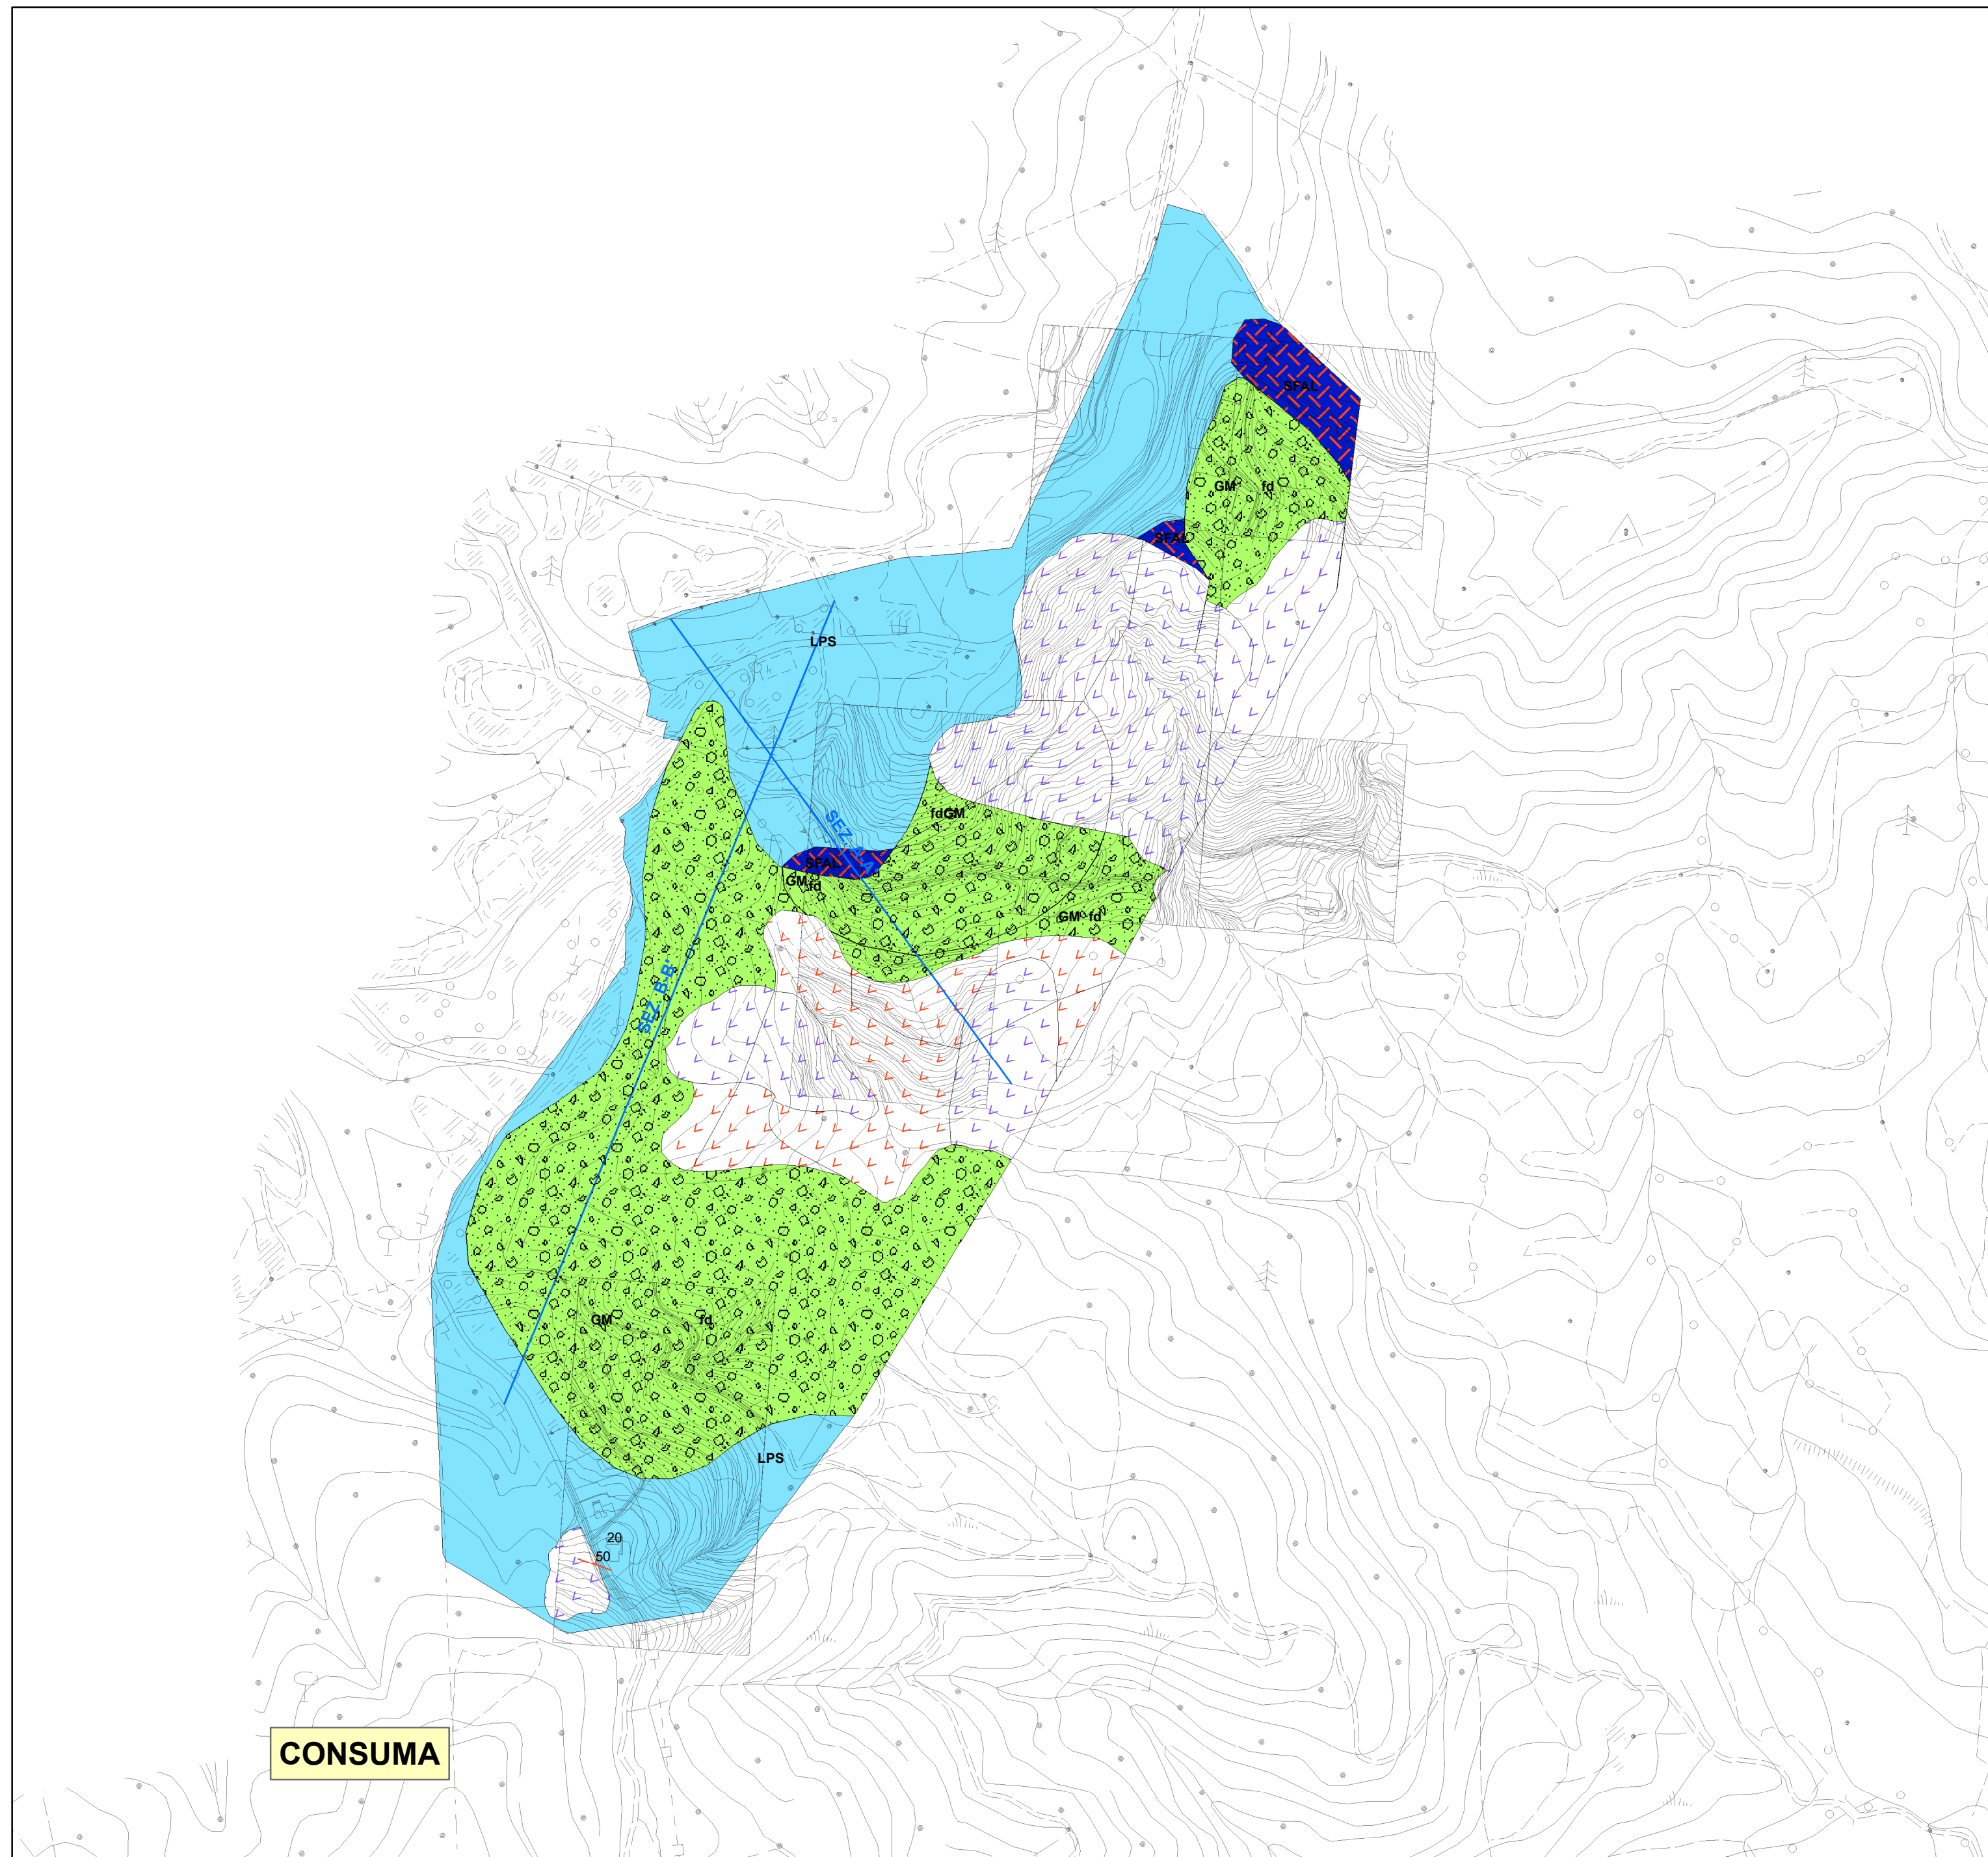 SFAL
GM fd
SFAL
LPS
fdGM
SEZ. A-A'
SFAL
GM
fd
GM fd
SEZ. B-B'
GM fd
LPS
20
50
CONSUMA